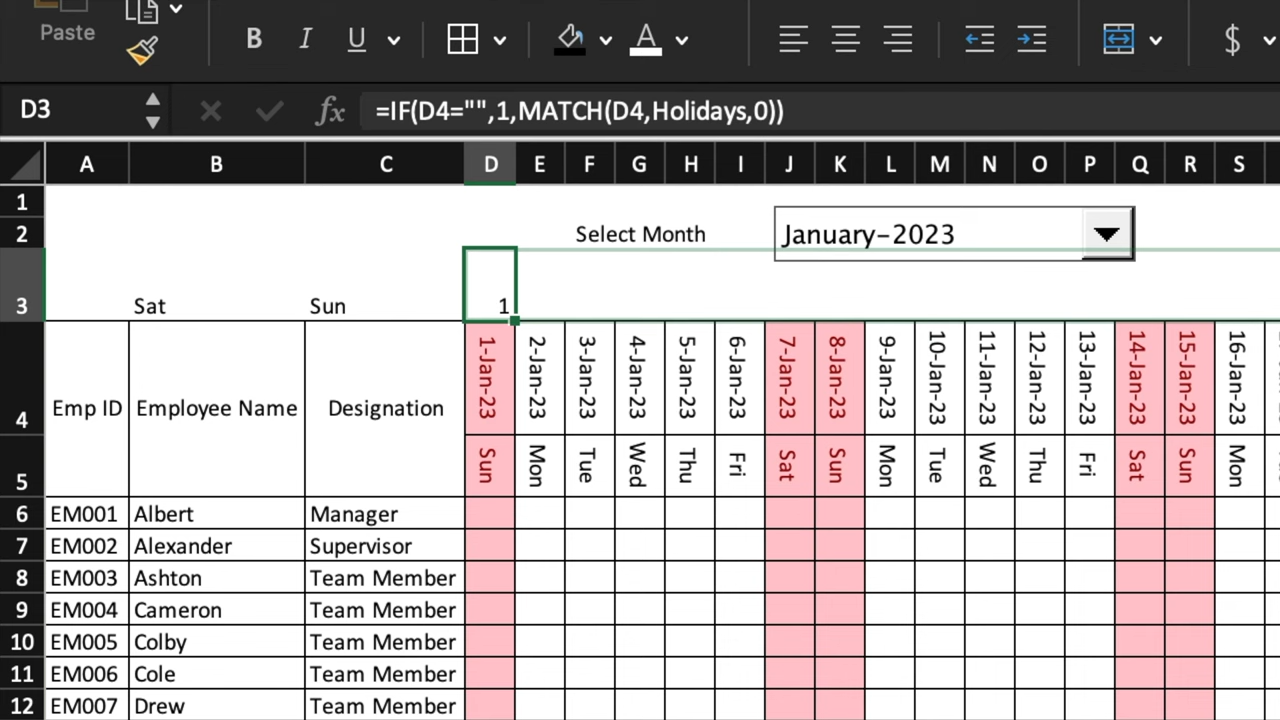 Paste
B I U A $
D3 fx =IF(D4="",1,MATCH(D4,Holidays,0))
A B C D E F G H I J K L M N O P Q R S
1
2 Select Month January-2023
3 Sat Sun 1
4 Emp ID Employee Name Designation 1-Jan-23 2-Jan-23 3-Jan-23 4-Jan-23 5-Jan-23 6-Jan-23 7-Jan-23 8-Jan-23 9-Jan-23 10-Jan-23 11-Jan-23 12-Jan-23 13-Jan-23 14-Jan-23 15-Jan-23 16-Jan-23
5 Sun Mon Tue Wed Thu Fri Sat Sun Mon Tue Wed Thu Fri Sat Sun Mon
6 EM001 Albert Manager
7 EM002 Alexander Supervisor
8 EM003 Ashton Team Member
9 EM004 Cameron Team Member
10 EM005 Colby Team Member
11 EM006 Cole Team Member
12 EM007 Drew Team Member